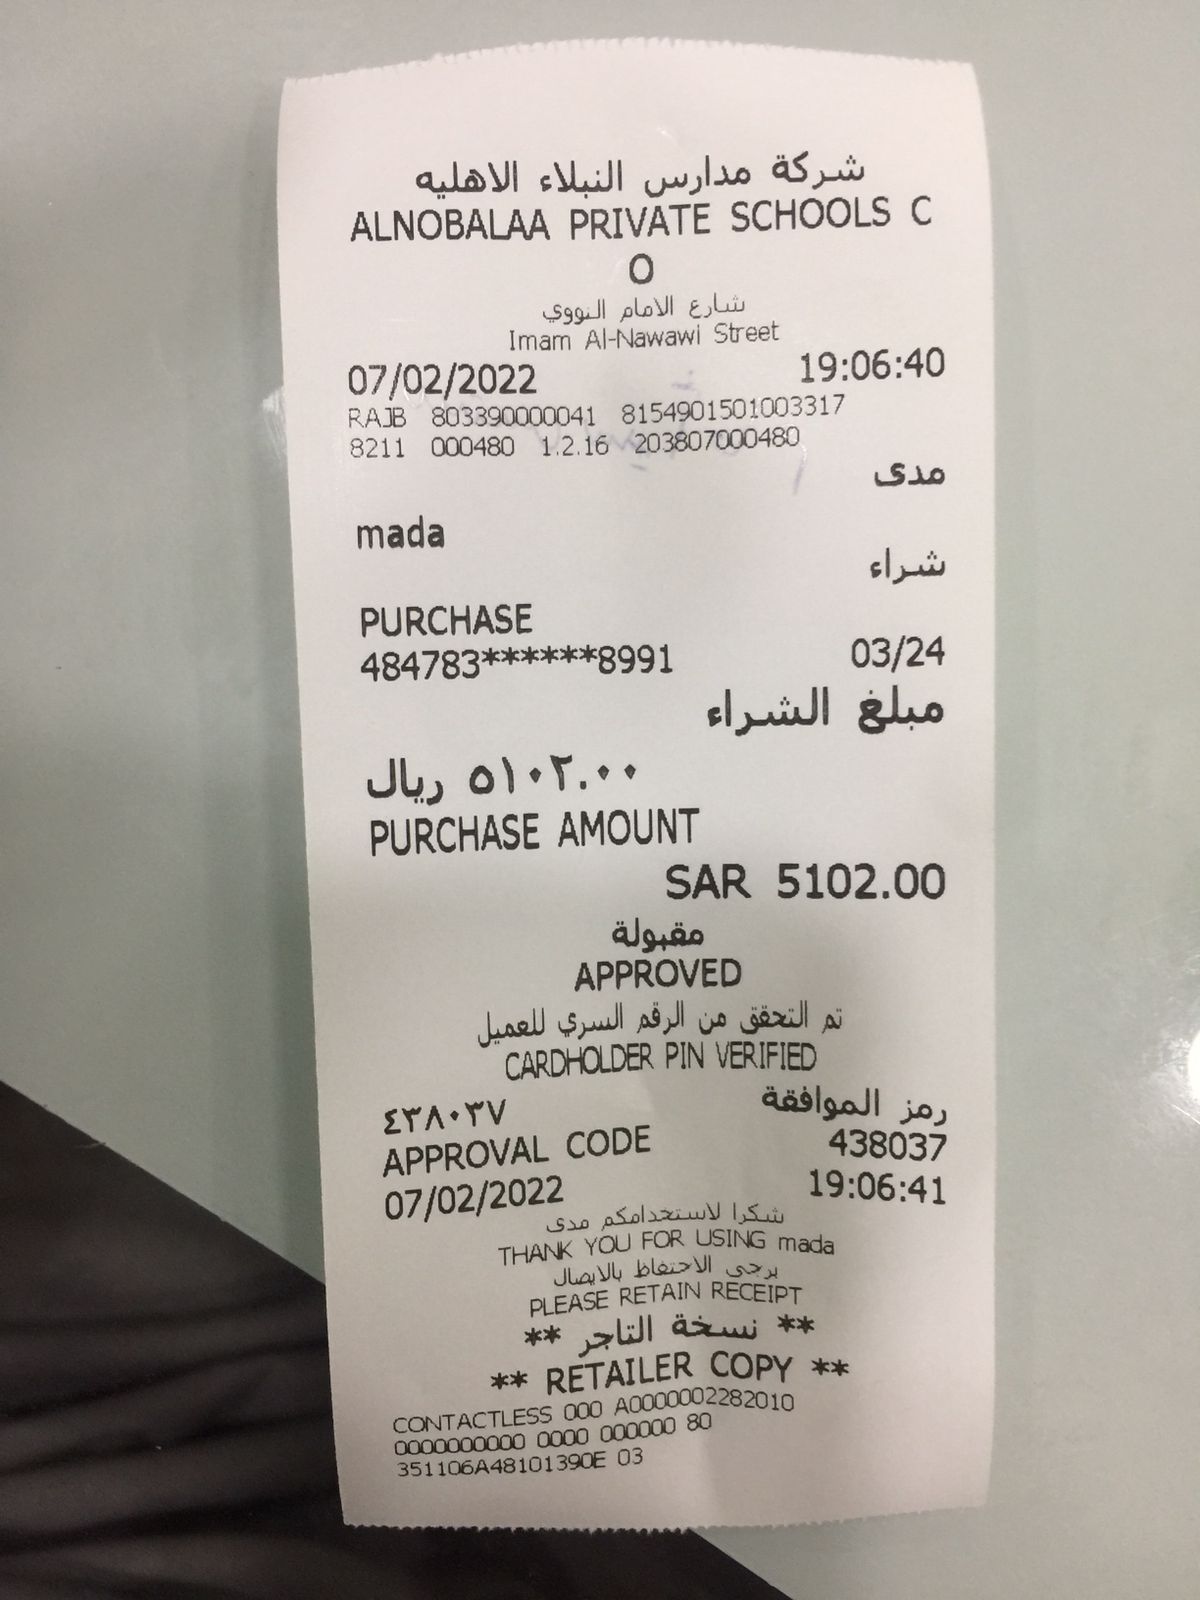 شركة مدارس النبلاء الاهليه
ALNOBALAA PRIVATE SCHOOLS C
O
شارع الامام النووي
Imam Al-Nawawi Street
07/02/2022 19:06:40
RAJB 803390000041 8154901501003317
8211 000480 1.2.16 203807000480
مدى
mada
شراء
PURCHASE
484783******8991 03/24
مبلغ الشراء
٥١٠٢.٠٠ ريال
PURCHASE AMOUNT
SAR 5102.00
مقبولة
APPROVED
تم التحقق من الرقم السري للعميل
CARDHOLDER PIN VERIFIED
رمز الموافقة ٤٣٨٠٣٧
APPROVAL CODE 438037
07/02/2022 19:06:41
شكرا لاستخدامكم مدى
THANK YOU FOR USING mada
يرجى الاحتفاظ بالايصال
PLEASE RETAIN RECEIPT
** نسخة التاجر **
** RETAILER COPY **
CONTACTLESS 000 A0000002282010
0000000000 0000 000000 80
351106A48101390E 03